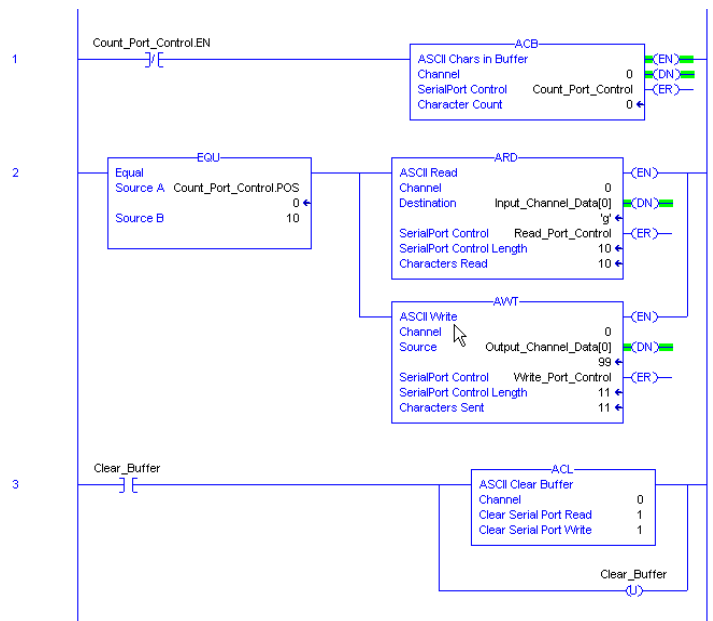 Count_Port_Control.EN
1
ACB
ASCII Chars in Buffer
Channel 0
SerialPort Control Count_Port_Control
Character Count 0
EN
DN
ER
2
EQU
Equal
Source A Count_Port_Control.POS
0
Source B 10
ARD
ASCII Read
Channel 0
Destination Input_Channel_Data[0]
'g'
SerialPort Control Read_Port_Control
SerialPort Control Length 10
Characters Read 10
EN
DN
ER
AWT
ASCII Write
Channel 0
Source Output_Channel_Data[0]
99
SerialPort Control Write_Port_Control
SerialPort Control Length 11
Characters Sent 11
EN
DN
ER
Clear_Buffer
3
ACL
ASCII Clear Buffer
Channel 0
Clear Serial Port Read 1
Clear Serial Port Write 1
Clear_Buffer
U